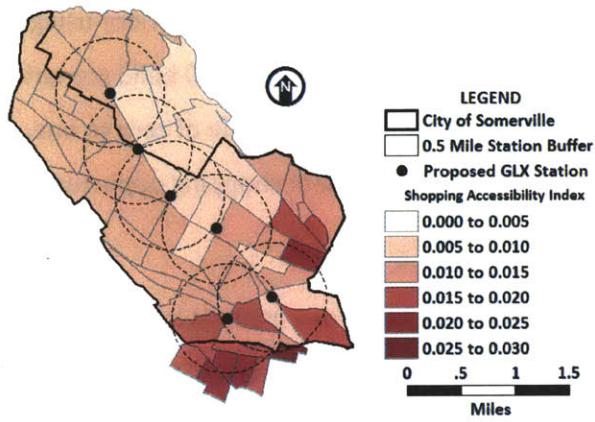 N
LEGEND
City of Somerville
0.5 Mile Station Buffer
Proposed GLX Station
Shopping Accessibility Index
0.000 to 0.005
0.005 to 0.010
0.010 to 0.015
0.015 to 0.020
0.020 to 0.025
0.025 to 0.030
0 .5 1 1.5
Miles